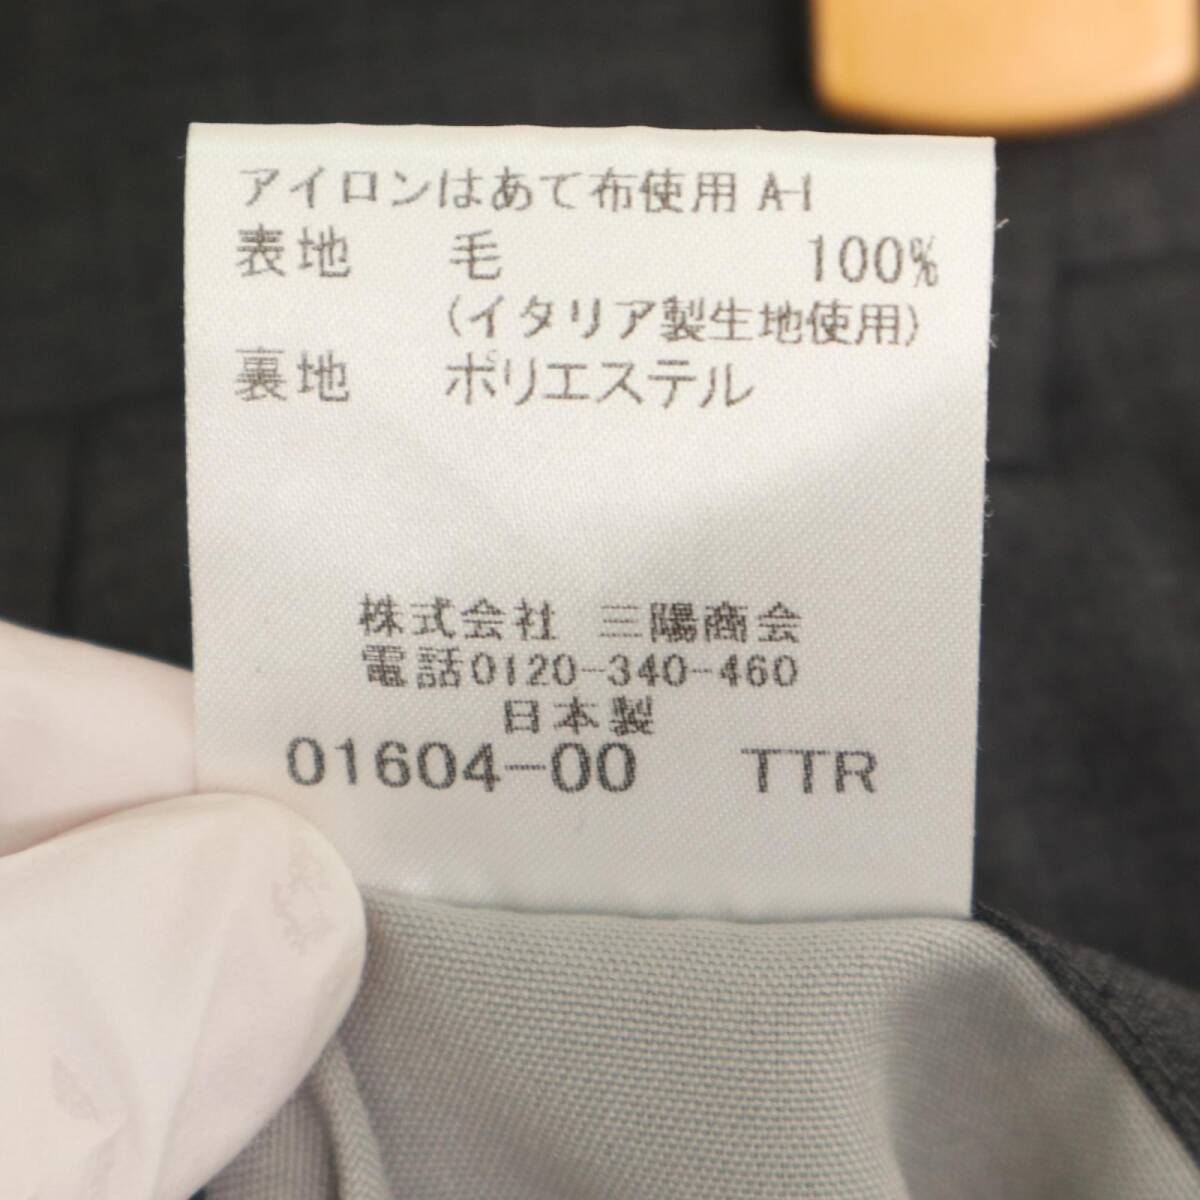 アイロンはあて布使用 A-1
表地 毛 100%
(イタリア製生地使用)
裏地 ポリエステル
株式会社 三陽商会
電話0120-340-460
日本製
01604-00 TTR